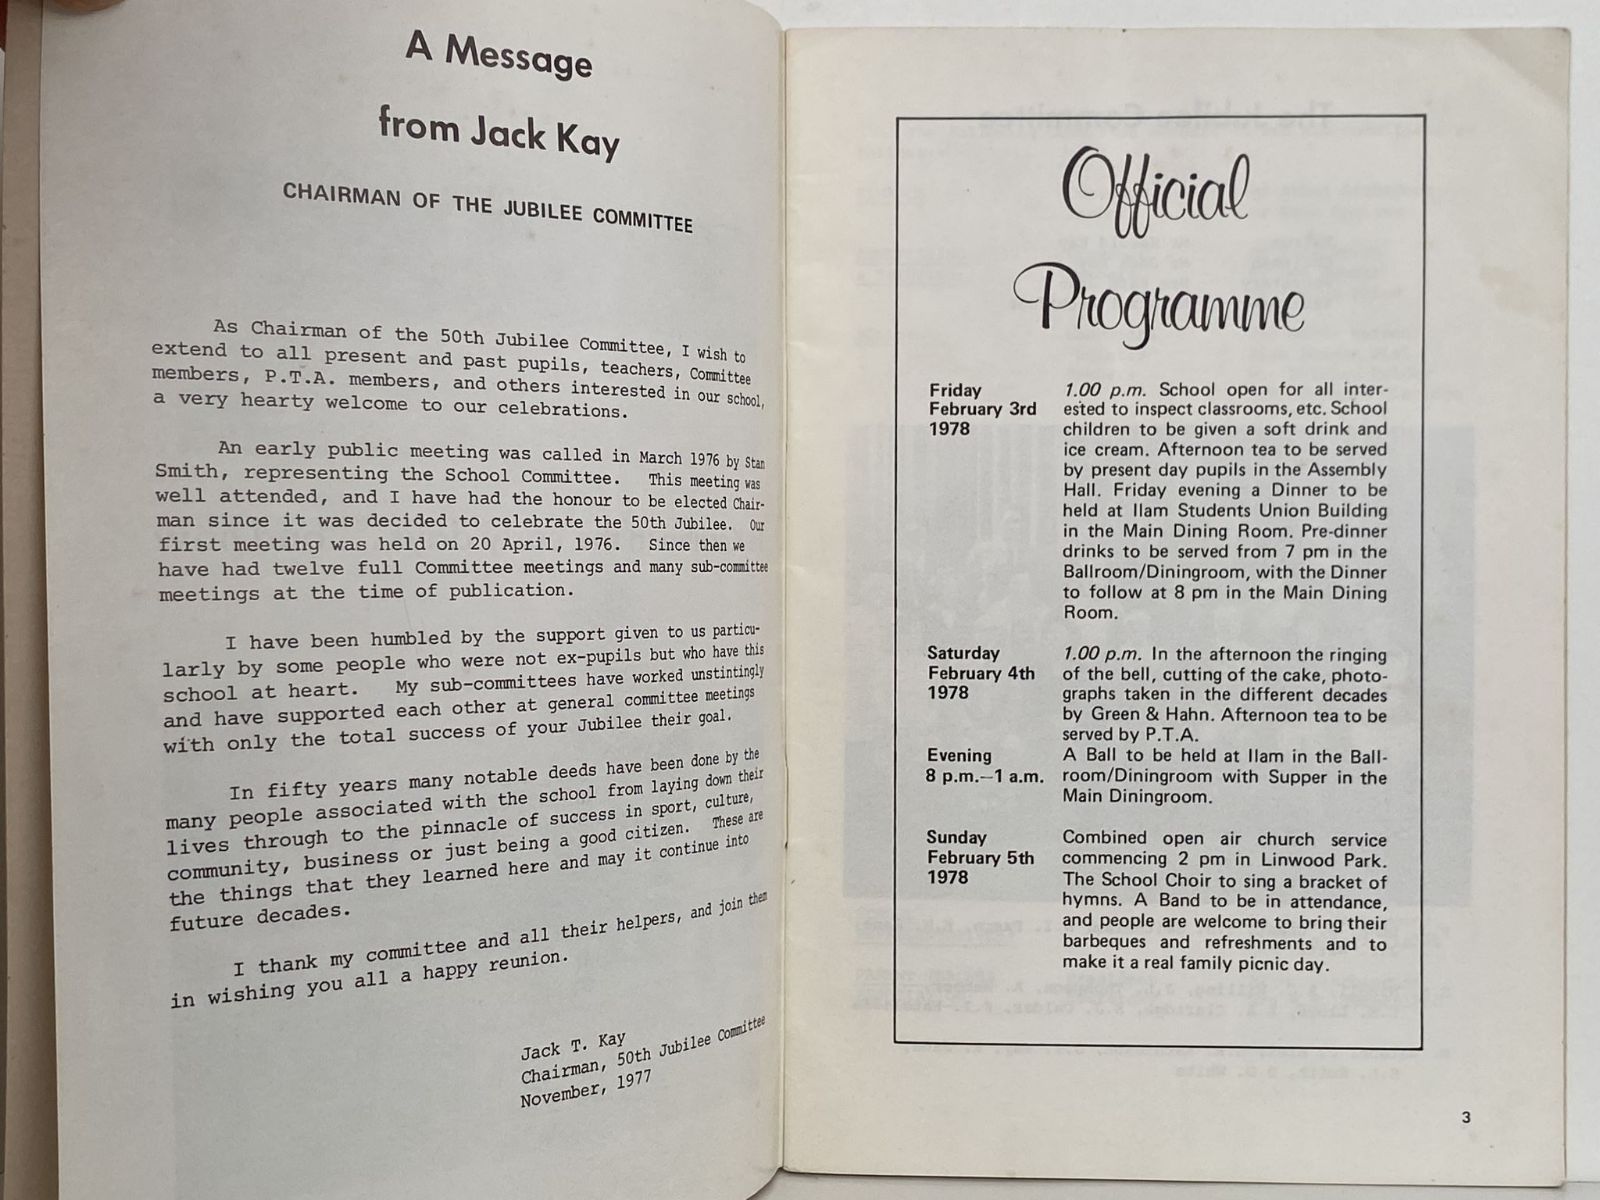 A Message
from Jack Kay
CHAIRMAN OF THE JUBILEE COMMITTEE
As Chairman of the 50th Jubilee Committee, I wish to
extend to all present and past pupils, teachers, Committee
members, P.T.A. members, and others interested in our school,
a very hearty welcome to our celebrations.
An early public meeting was called in March 1976 by Stan
Smith, representing the School Committee. This meeting was
well attended, and I have had the honour to be elected Chair-
man since it was decided to celebrate the 50th Jubilee. Our
first meeting was held on 20 April, 1976. Since then we
have had twelve full Committee meetings and many sub-committee
meetings at the time of publication.
I have been humbled by the support given to us particu-
larly by some people who were not ex-pupils but who have this
school at heart. My sub-committees have worked unstintingly
and have supported each other at general committee meetings
with only the total success of your Jubilee their goal.
In fifty years many notable deeds have been done by the
many people associated with the school from laying down their
lives through to the pinnacle of success in sport, culture,
community, business or just being a good citizen. These are
the things that they learned here and may it continue into
future decades.
I thank my committee and all their helpers, and join them
in wishing you all a happy reunion.
Jack T. Kay
Chairman, 50th Jubilee Committee
November, 1977
Official
Programme
Friday
February 3rd
1978
1.00 p.m. School open for all inter-
ested to inspect classrooms, etc. School
children to be given a soft drink and
ice cream. Afternoon tea to be served
by present day pupils in the Assembly
Hall. Friday evening a Dinner to be
held at Ilam Students Union Building
in the Main Dining Room. Pre-dinner
drinks to be served from 7 pm in the
Ballroom/Diningroom, with the Dinner
to follow at 8 pm in the Main Dining
Room.
Saturday
February 4th
1978
1.00 p.m. In the afternoon the ringing
of the bell, cutting of the cake, photo-
graphs taken in the different decades
by Green & Hahn. Afternoon tea to be
served by P.T.A.
Evening
8 p.m.—1 a.m.
A Ball to be held at Ilam in the Ball-
room/Diningroom with Supper in the
Main Diningroom.
Sunday
February 5th
1978
Combined open air church service
commencing 2 pm in Linwood Park.
The School Choir to sing a bracket of
hymns. A Band to be in attendance,
and people are welcome to bring their
barbeques and refreshments and to
make it a real family picnic day.
3